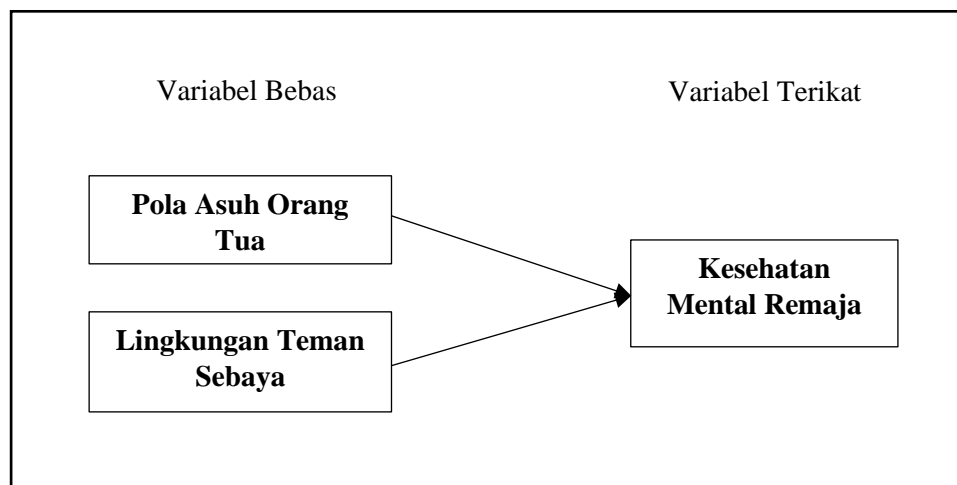 Variabel Bebas
Variabel Terikat
Pola Asuh Orang
Tua
Lingkungan Teman
Sebaya
Kesehatan
Mental Remaja